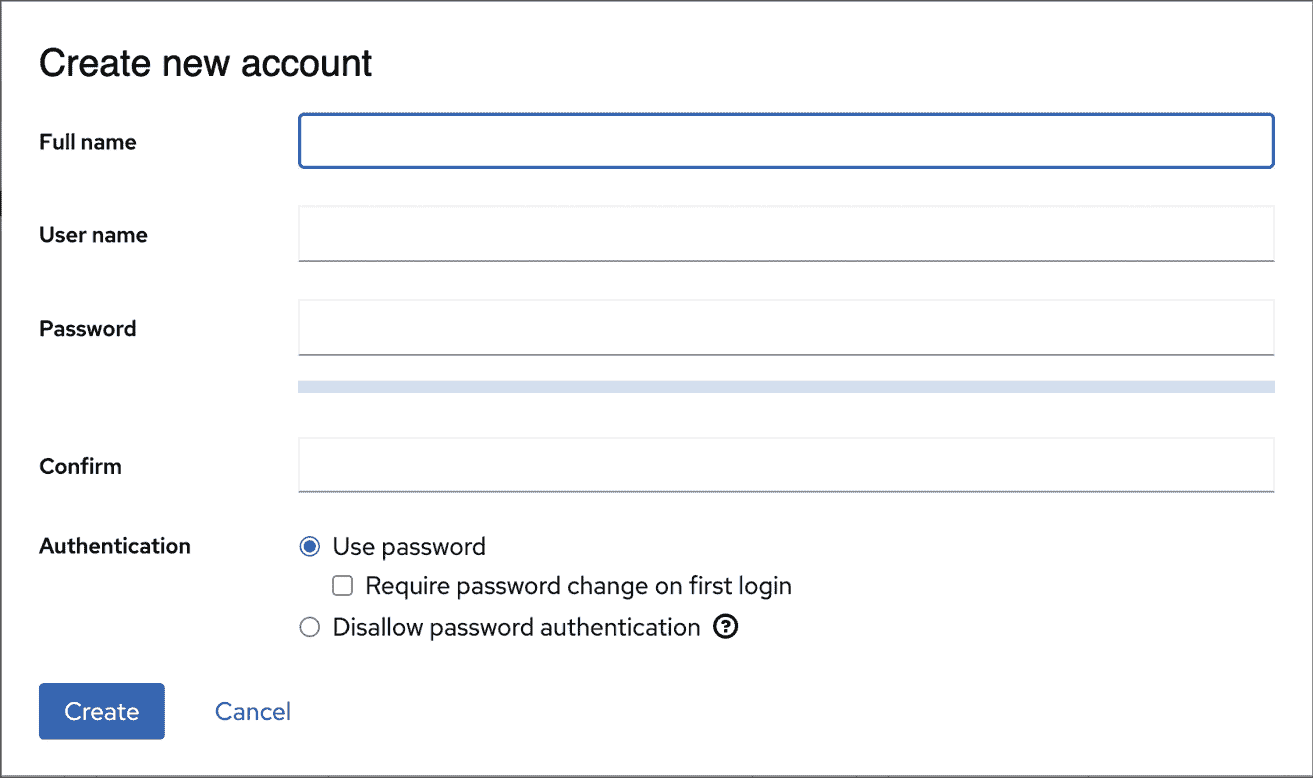 Create new account
Full name
User name
Password
Confirm
Authentication
Use password
Require password change on first login
Disallow password authentication ?
Create Cancel